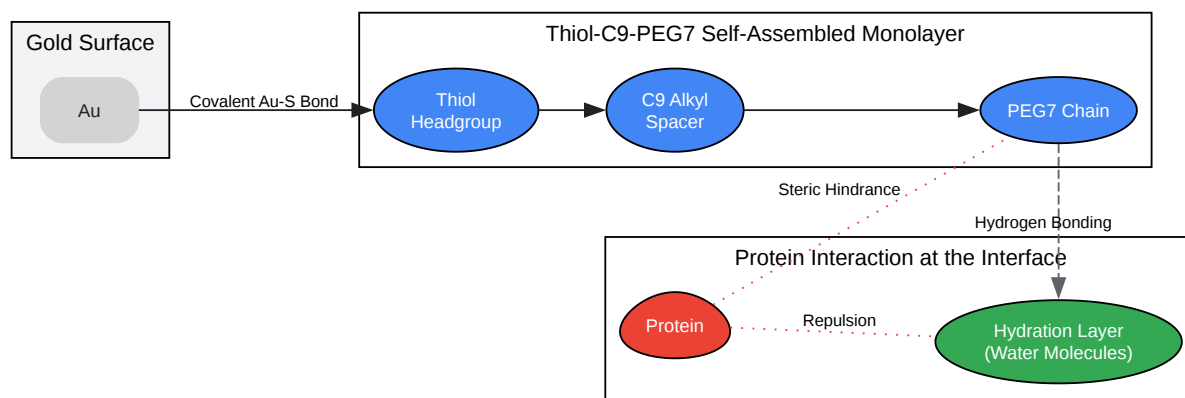 Gold Surface
Au
Covalent Au-S Bond
Thiol-C9-PEG7 Self-Assembled Monolayer
Thiol
Headgroup
C9 Alkyl
Spacer
PEG7 Chain
Steric Hindrance
Hydrogen Bonding
Protein Interaction at the Interface
Protein
Repulsion
Hydration Layer
(Water Molecules)